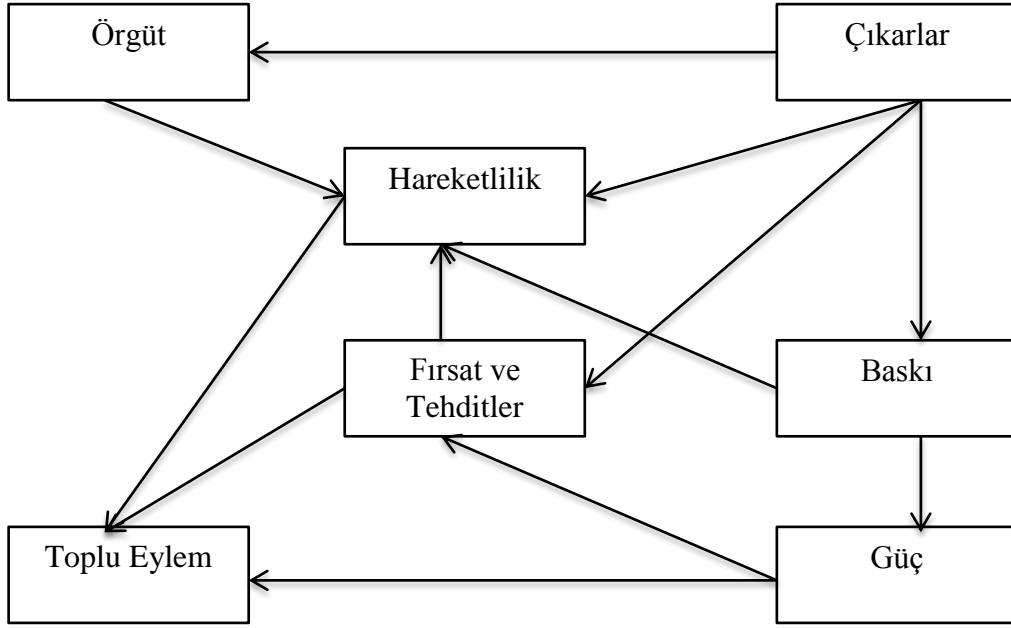 Örgüt
Çıkarlar
Hareketlilik
Fırsat ve
Tehditler
Baskı
Toplu Eylem
Güç